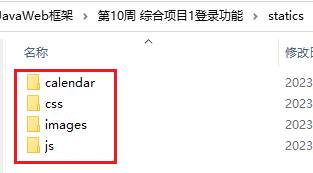 JavaWeb框架 > 第10周 综合项目1登录功能 > statics
名称 修改日
calendar 2023
css 2023
images 2023
js 2023